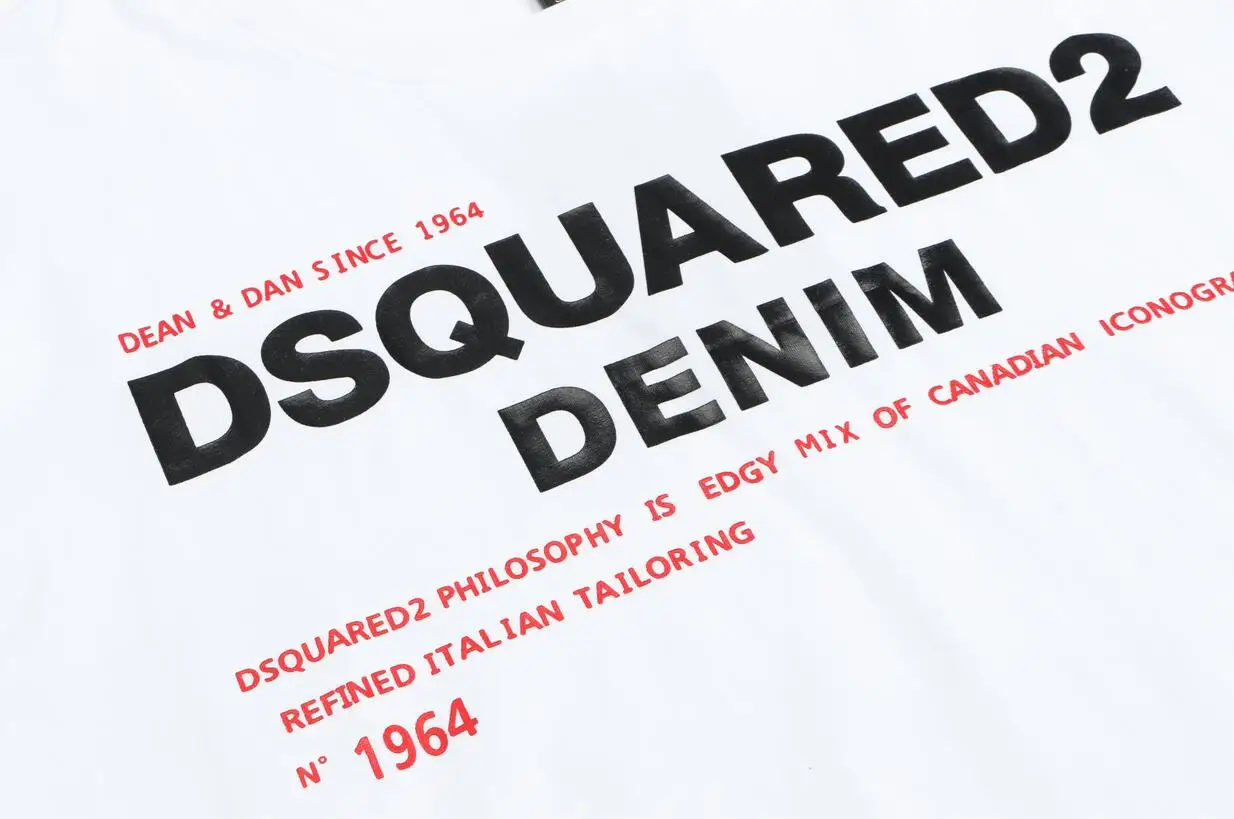 DEAN & DAN SINCE 1964
DSQUARED2
DENIM
DSQUARED2 PHILOSOPHY IS EDGY MIX OF CANADIAN
REFINED ITALIAN TAILORING
N° 1964